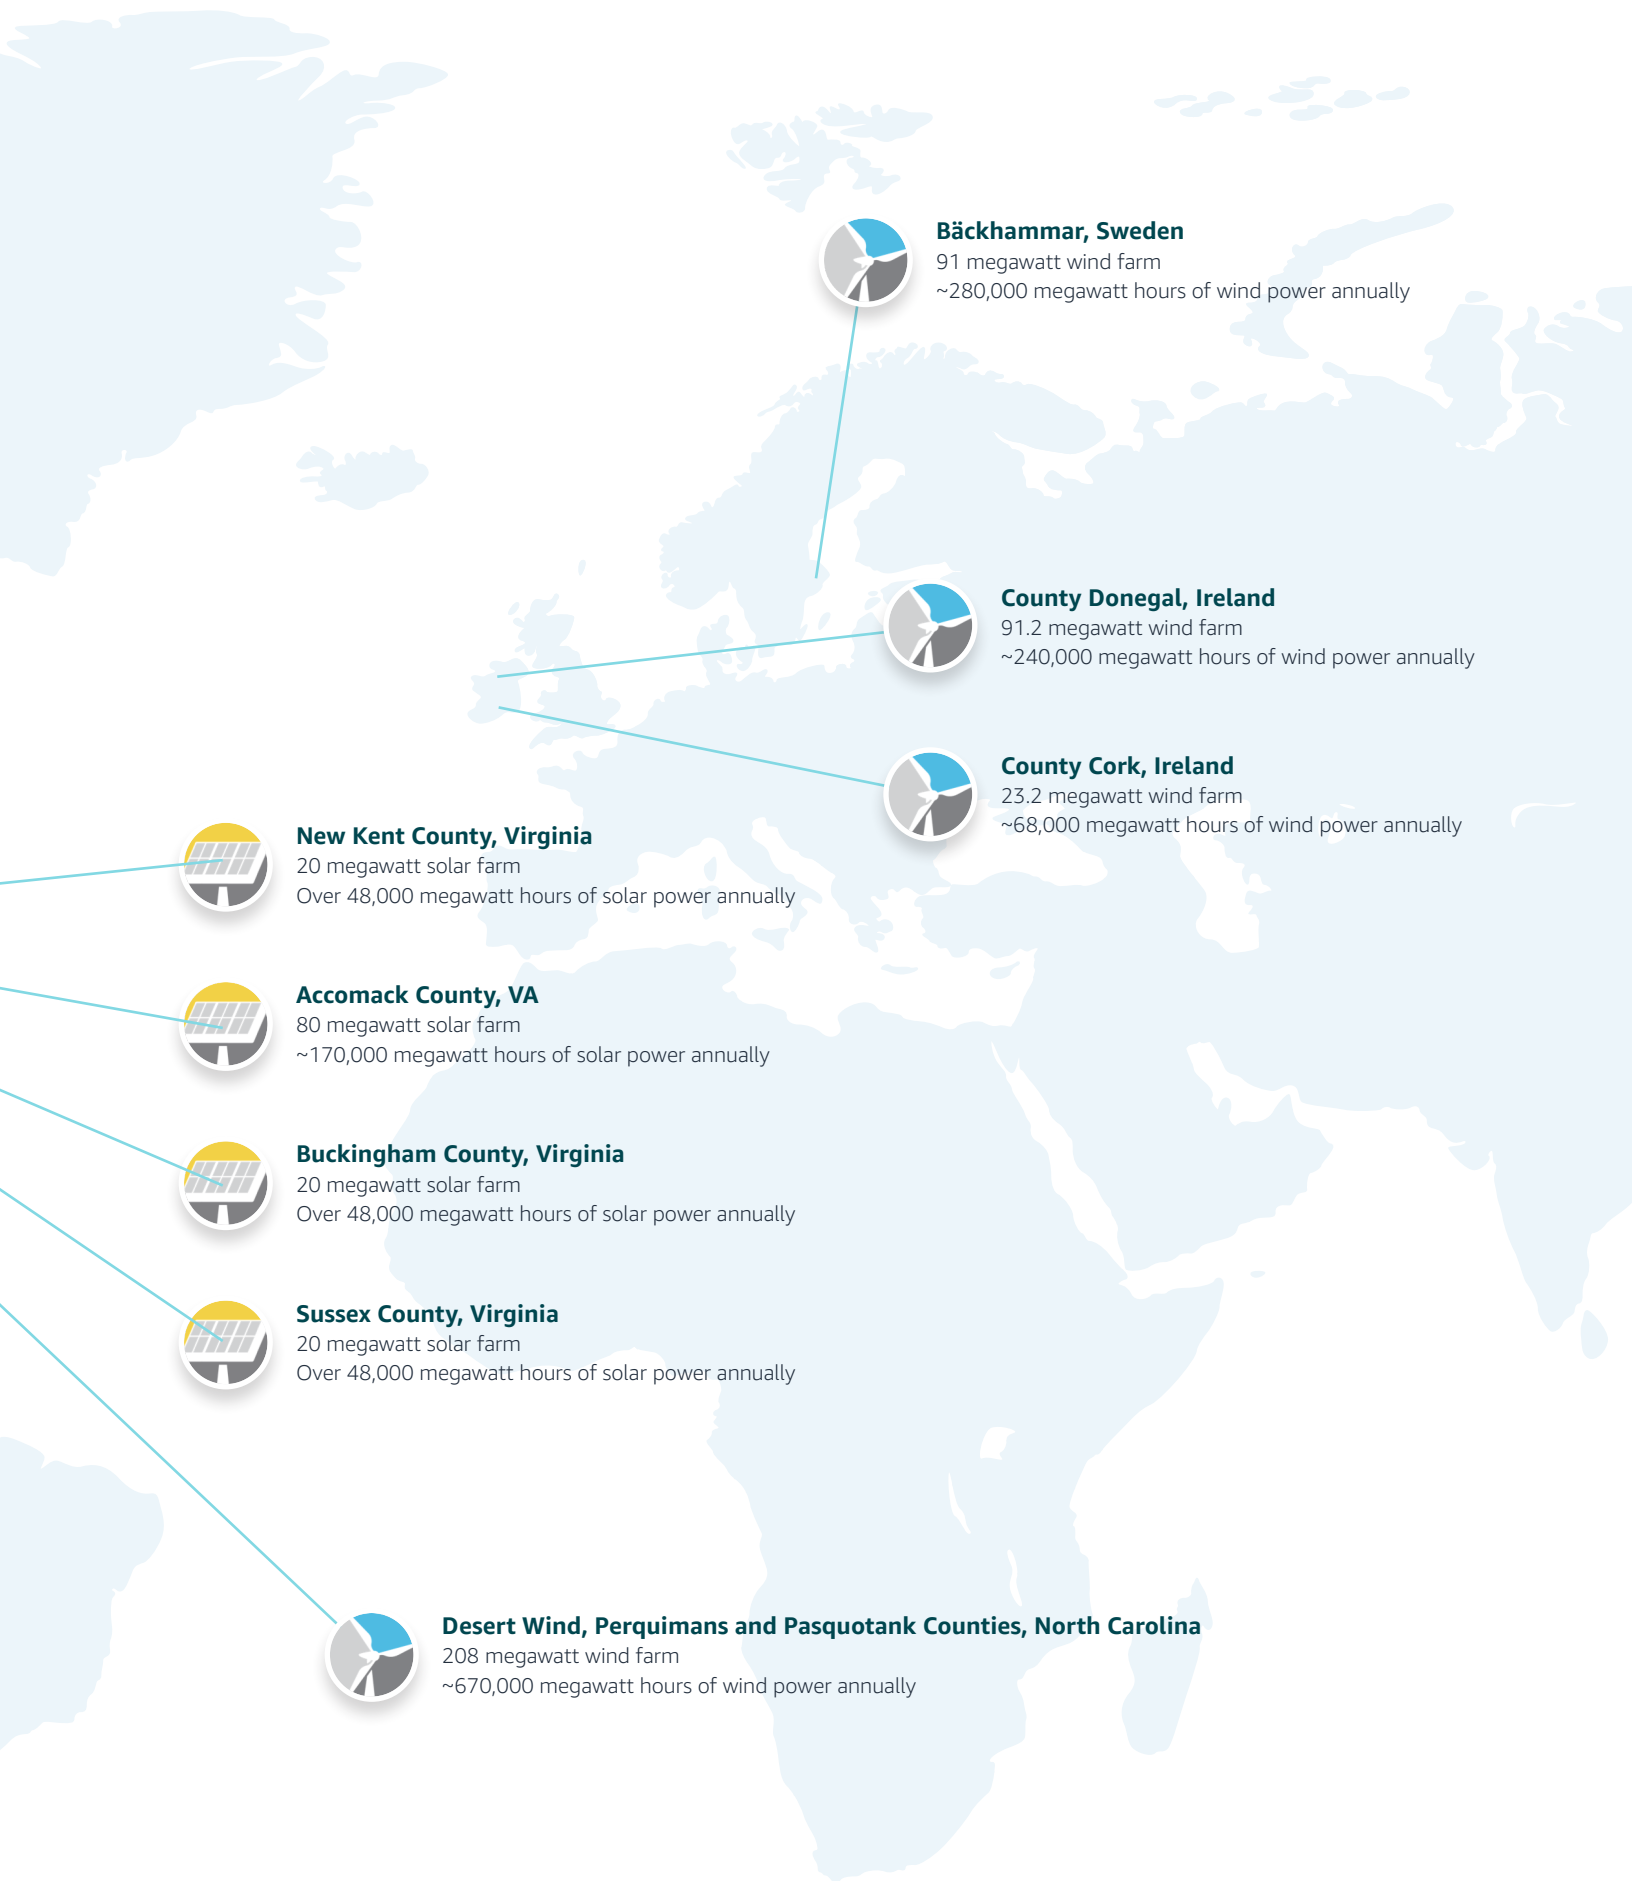 Bäckhammar, Sweden
91 megawatt wind farm
~280,000 megawatt hours of wind power annually
County Donegal, Ireland
91.2 megawatt wind farm
~240,000 megawatt hours of wind power annually
County Cork, Ireland
23.2 megawatt wind farm
~68,000 megawatt hours of wind power annually
New Kent County, Virginia
20 megawatt solar farm
Over 48,000 megawatt hours of solar power annually
Accomack County, VA
80 megawatt solar farm
~170,000 megawatt hours of solar power annually
Buckingham County, Virginia
20 megawatt solar farm
Over 48,000 megawatt hours of solar power annually
Sussex County, Virginia
20 megawatt solar farm
Over 48,000 megawatt hours of solar power annually
Desert Wind, Perquimans and Pasquotank Counties, North Carolina
208 megawatt wind farm
~670,000 megawatt hours of wind power annually